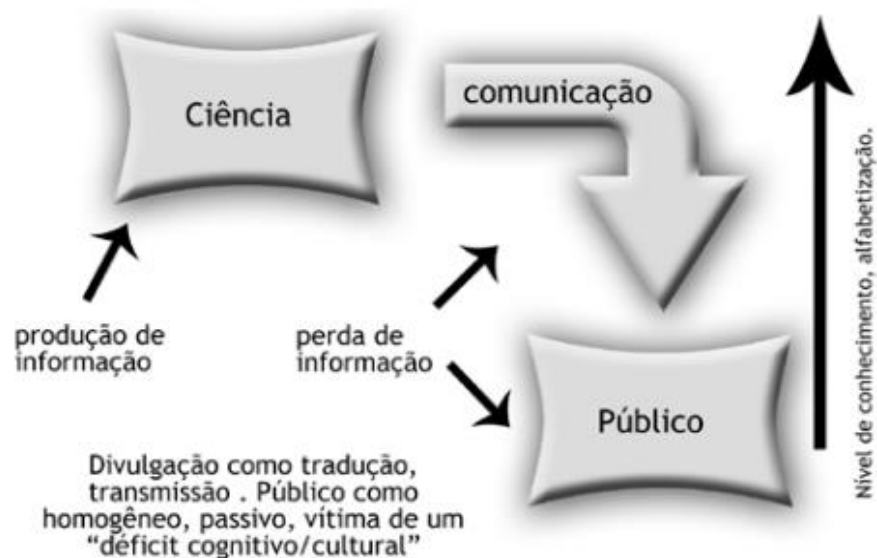 Ciência
comunicação
produção de
informação
perda de
informação
Público
Nível de conhecimento, alfabetização.
Divulgação como tradução,
transmissão . Público como
homogêneo, passivo, vítima de um
“déficit cognitivo/cultural”